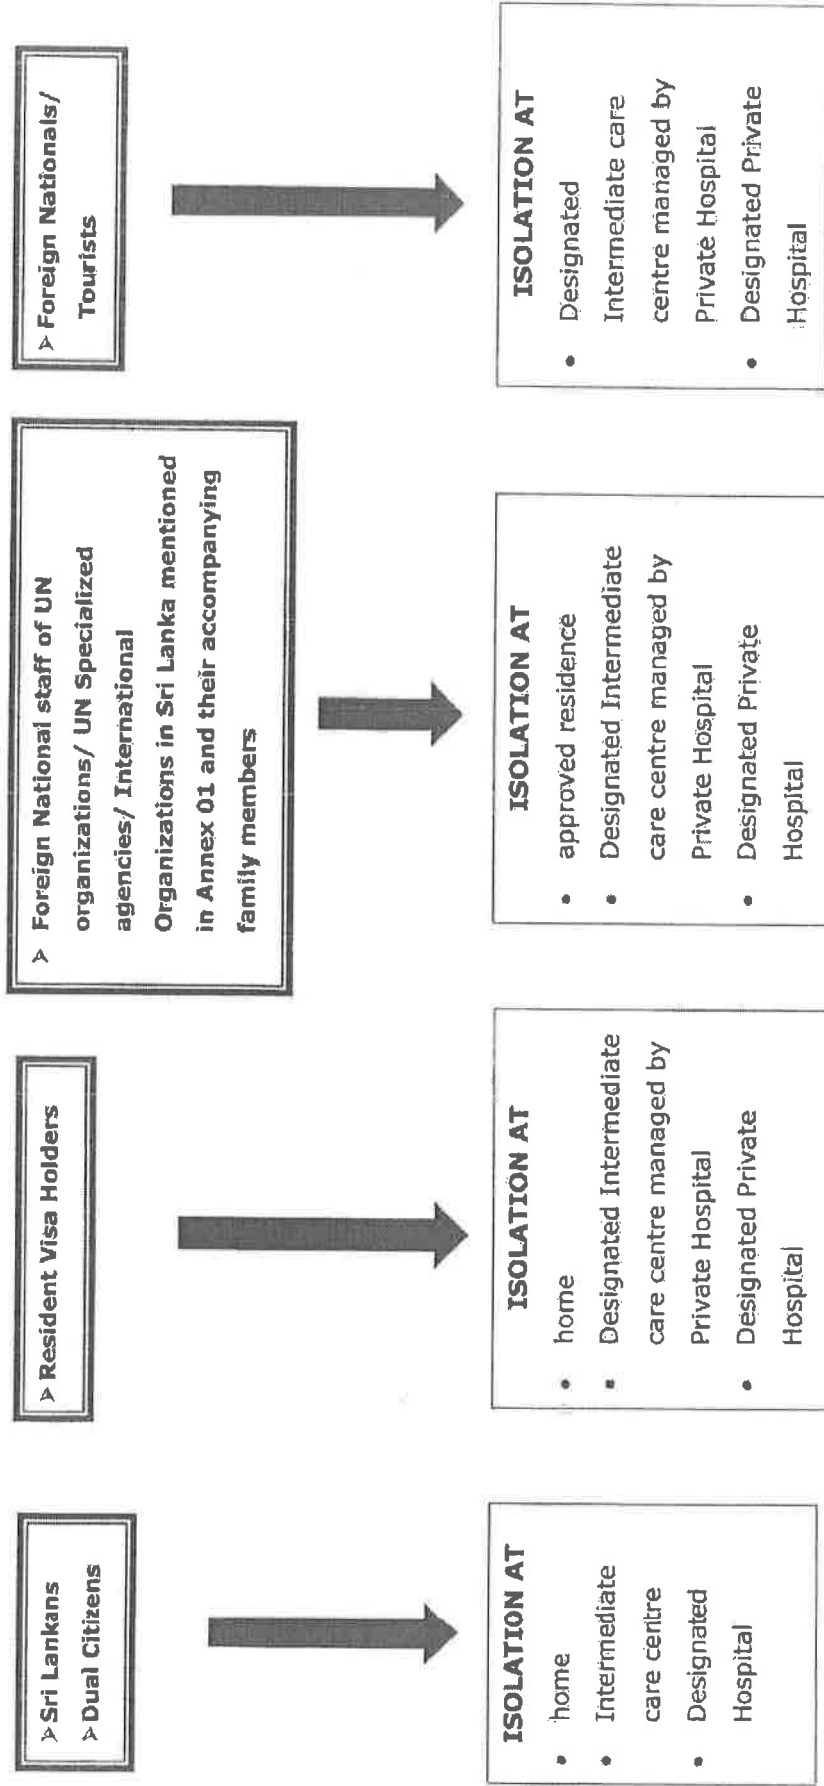 ➢ Sri Lankans
➢ Dual Citizens
ISOLATION AT
• home
• Intermediate
care centre
• Designated
Hospital
➢ Resident Visa Holders
ISOLATION AT
• home
• Designated Intermediate
care centre managed by
Private Hospital
• Designated Private
Hospital
➢ Foreign National staff of UN
organizations/ UN Specialized
agencies/ International
Organizations in Sri Lanka mentioned
in Annex 01 and their accompanying
family members
ISOLATION AT
• approved residence
• Designated Intermediate
care centre managed by
Private Hospital
• Designated Private
Hospital
➢ Foreign Nationals/
Tourists
ISOLATION AT
• Designated
Intermediate care
centre managed by
Private Hospital
• Designated Private
Hospital